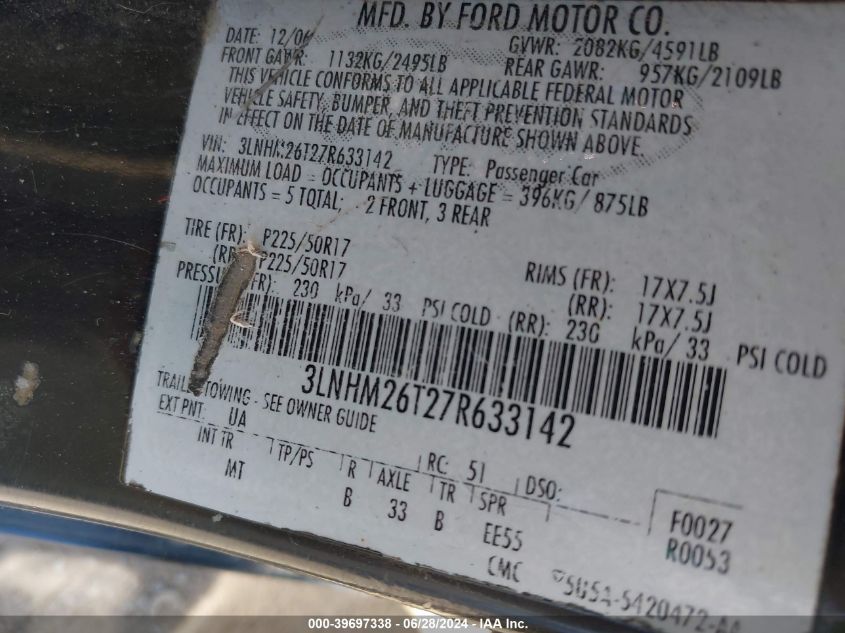 MFD. BY FORD MOTOR CO.
DATE: 12/06 GVWR: 2082KG/4591LB
FRONT GAWR: 1132KG/2495LB REAR GAWR: 957KG/2109LB
THIS VEHICLE CONFORMS TO ALL APPLICABLE FEDERAL MOTOR
VEHICLE SAFETY, BUMPER, AND THEFT PREVENTION STANDARDS
IN EFFECT ON THE DATE OF MANUFACTURE SHOWN ABOVE.
VIN: 3LNHM26T27R633142 TYPE: Passenger Car
MAXIMUM LOAD = OCCUPANTS + LUGGAGE = 396KG/875LB
OCCUPANTS = 5 TOTAL; 2 FRONT, 3 REAR
TIRE (FR): P225/50R17 RIMS (FR): 17X7.5J
(RR): P225/50R17 (RR): 17X7.5J
(FR): 230 kPa/ 33 PSI COLD (RR): 230 kPa/33 PSI COLD
3LNHM26T27R633142
TOWING - SEE OWNER GUIDE
EXT PNT: UA RC: 51 DSO:
INT TR TP/PS R AXLE TR SPR F0027
MT B 33 B EE55 R0053
CMC
000-39697338 - 06/28/2024 - IAA Inc.